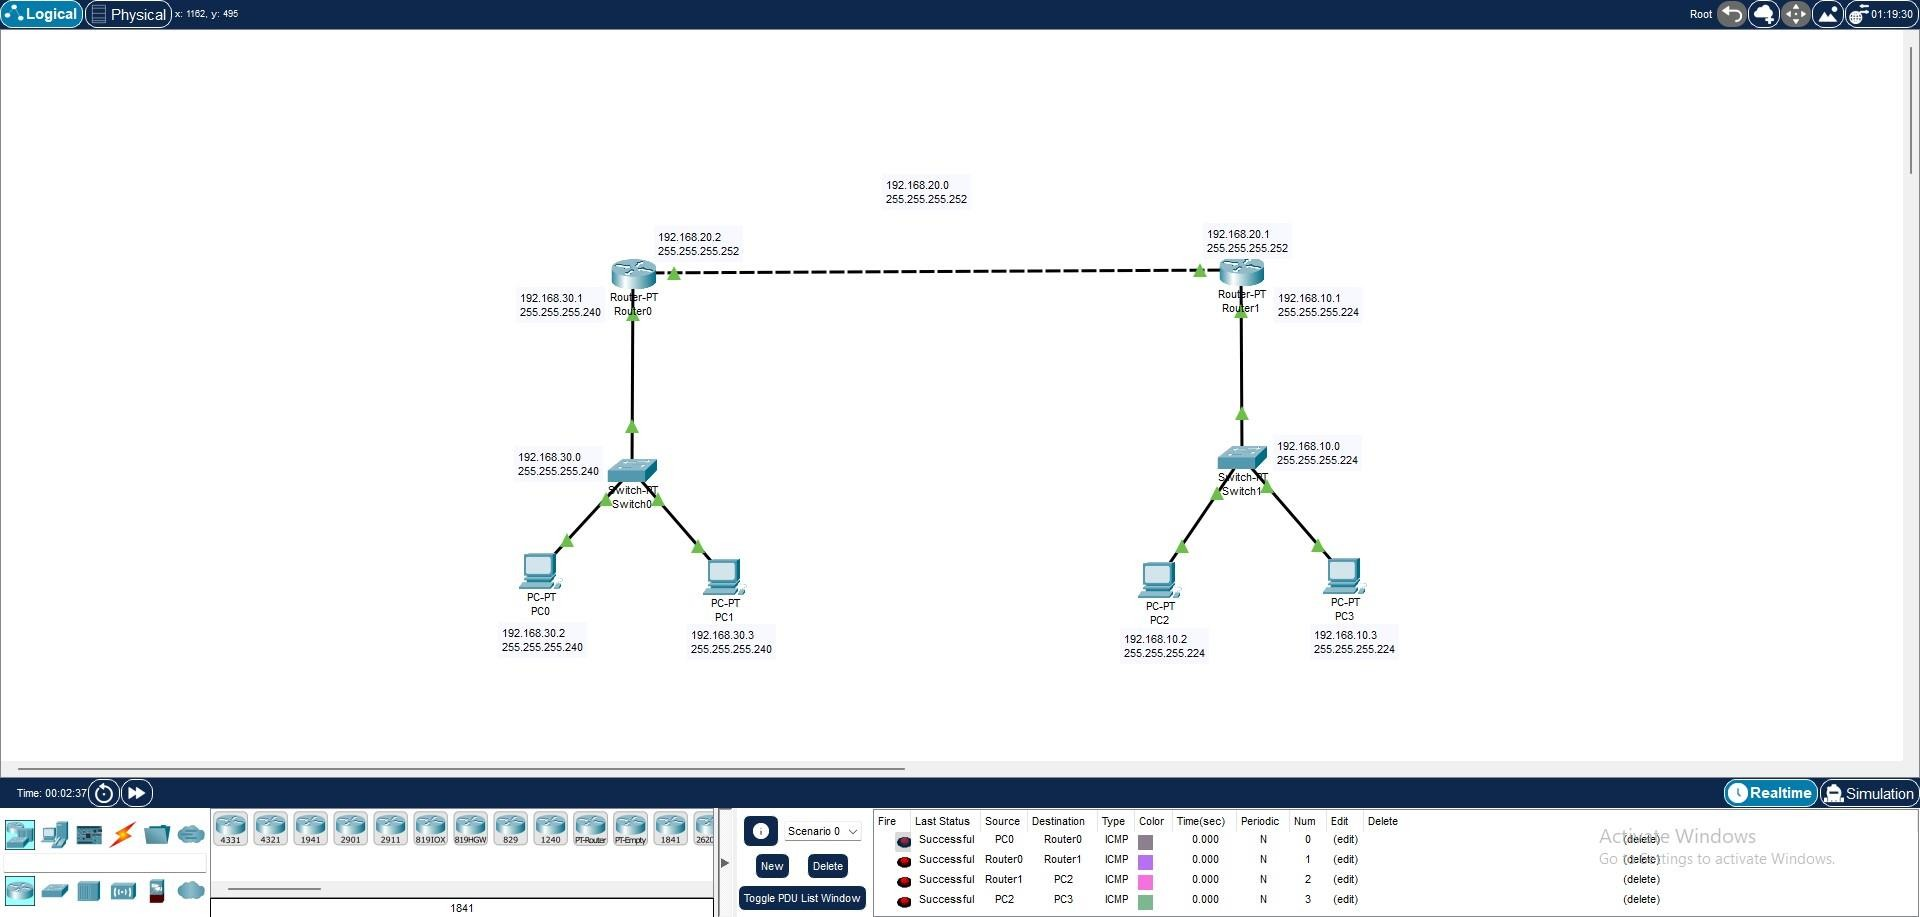 Logical
Physical
x: 1162, y: 495
Root
01:19:30
192.168.20.0
255.255.255.252
192.168.20.2
255.255.255.252
192.168.20.1
255.255.255.252
192.168.30.1
255.255.255.240
Router-PT
Router0
Router-PT
Router1
192.168.10.1
255.255.255.224
192.168.30.0
255.255.255.240
Switch-PT
Switch0
192.168.10.0
255.255.255.224
Switch-PT
Switch1
PC-PT
PC0
192.168.30.2
255.255.255.240
PC-PT
PC1
192.168.30.3
255.255.255.240
PC-PT
PC2
192.168.10.2
255.255.255.224
PC-PT
PC3
192.168.10.3
255.255.255.224
Time: 00:02:37
Realtime
Simulation
4331 4321 1941 2901 2911 819IOX 819HGW 829 1240 PT-Router PT-Empty 1841 2620
1841
Scenario 0
New
Delete
Toggle PDU List Window
Fire Last Status Source Destination Type Color Time(sec) Periodic Num Edit Delete
Successful PC0 Router0 ICMP 0.000 N 0 (edit) (delete)
Successful Router0 Router1 ICMP 0.000 N 1 (edit) (delete)
Successful Router1 PC2 ICMP 0.000 N 2 (edit) (delete)
Successful PC2 PC3 ICMP 0.000 N 3 (edit) (delete)
Activate Windows
Go to Settings to activate Windows.